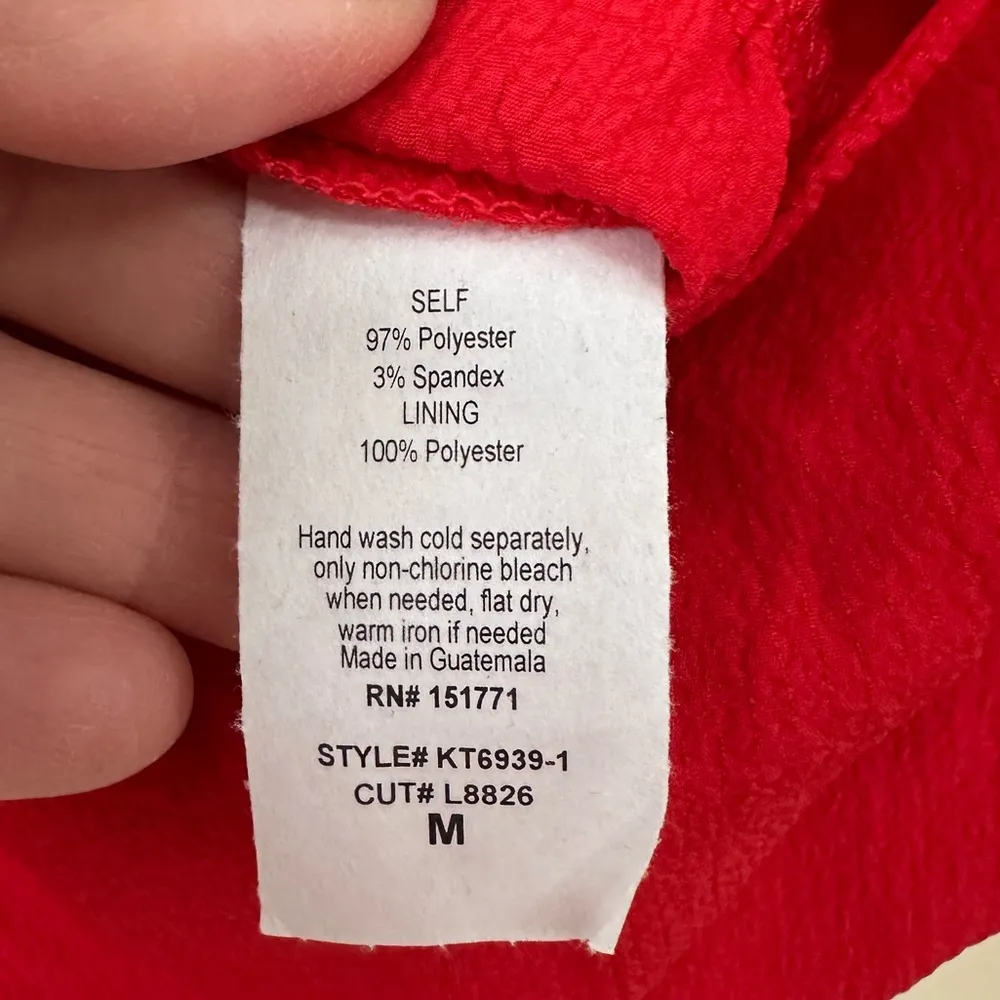 SELF
97% Polyester
3% Spandex
LINING
100% Polyester
Hand wash cold separately,
only non-chlorine bleach
when needed, flat dry,
warm iron if needed
Made in Guatemala
RN# 151771
STYLE# KT6939-1
CUT# L8826
M